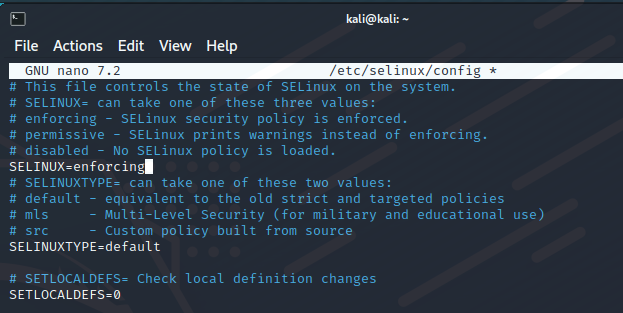 kali@kali: ~
File Actions Edit View Help
GNU nano 7.2 /etc/selinux/config *
# This file controls the state of SELinux on the system.
# SELINUX= can take one of these three values:
# enforcing - SELinux security policy is enforced.
# permissive - SELinux prints warnings instead of enforcing.
# disabled - No SELinux policy is loaded.
SELINUX=enforcing
# SELINUXTYPE= can take one of these two values:
# default - equivalent to the old strict and targeted policies
# mls     - Multi-Level Security (for military and educational use)
# src     - Custom policy built from source
SELINUXTYPE=default
# SETLOCALDEFS= Check local definition changes
SETLOCALDEFS=0